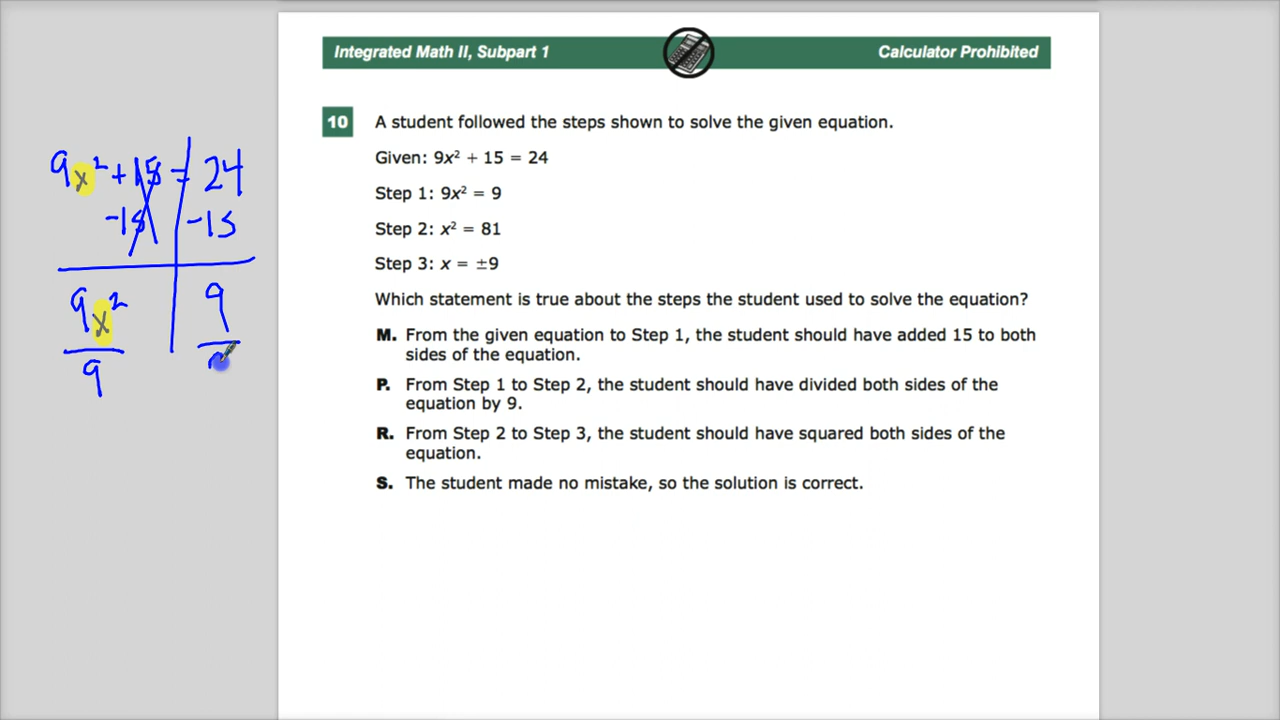 Integrated Math II, Subpart 1
Calculator Prohibited
10 A student followed the steps shown to solve the given equation.
Given: 9x² + 15 = 24
Step 1: 9x² = 9
Step 2: x² = 81
Step 3: x = ±9
Which statement is true about the steps the student used to solve the equation?
M. From the given equation to Step 1, the student should have added 15 to both
sides of the equation.
P. From Step 1 to Step 2, the student should have divided both sides of the
equation by 9.
R. From Step 2 to Step 3, the student should have squared both sides of the
equation.
S. The student made no mistake, so the solution is correct.
9x² + 15 = 24
-15 -15
9x² 9
9